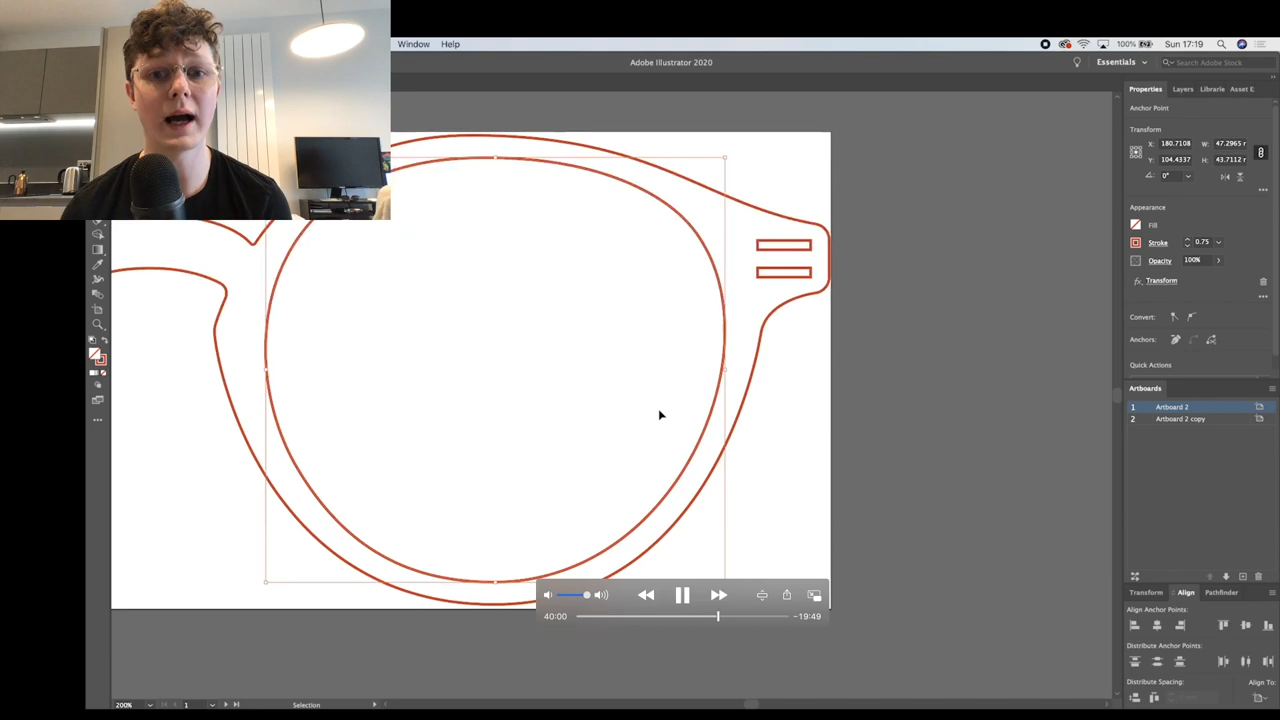 Window Help
100% Sun 17:19
Adobe Illustrator 2020
Essentials
Search Adobe Stock
Properties Layers Librarie Asset E:
Anchor Point
Transform
X: 180.7108 W: 47.2965 r
Y: 104.4337 H: 43.7112 r
0°
Appearance
Fill
Stroke 0.75
Opacity 100%
fx Transform
Convert:
Anchors:
Quick Actions
Artboards
1 Artboard 2
2 Artboard 2 copy
Transform Align Pathfinder
Align Anchor Points:
Distribute Anchor Points:
Distribute Spacing: Align To:
40:00 −19:49
200% 1 Selection